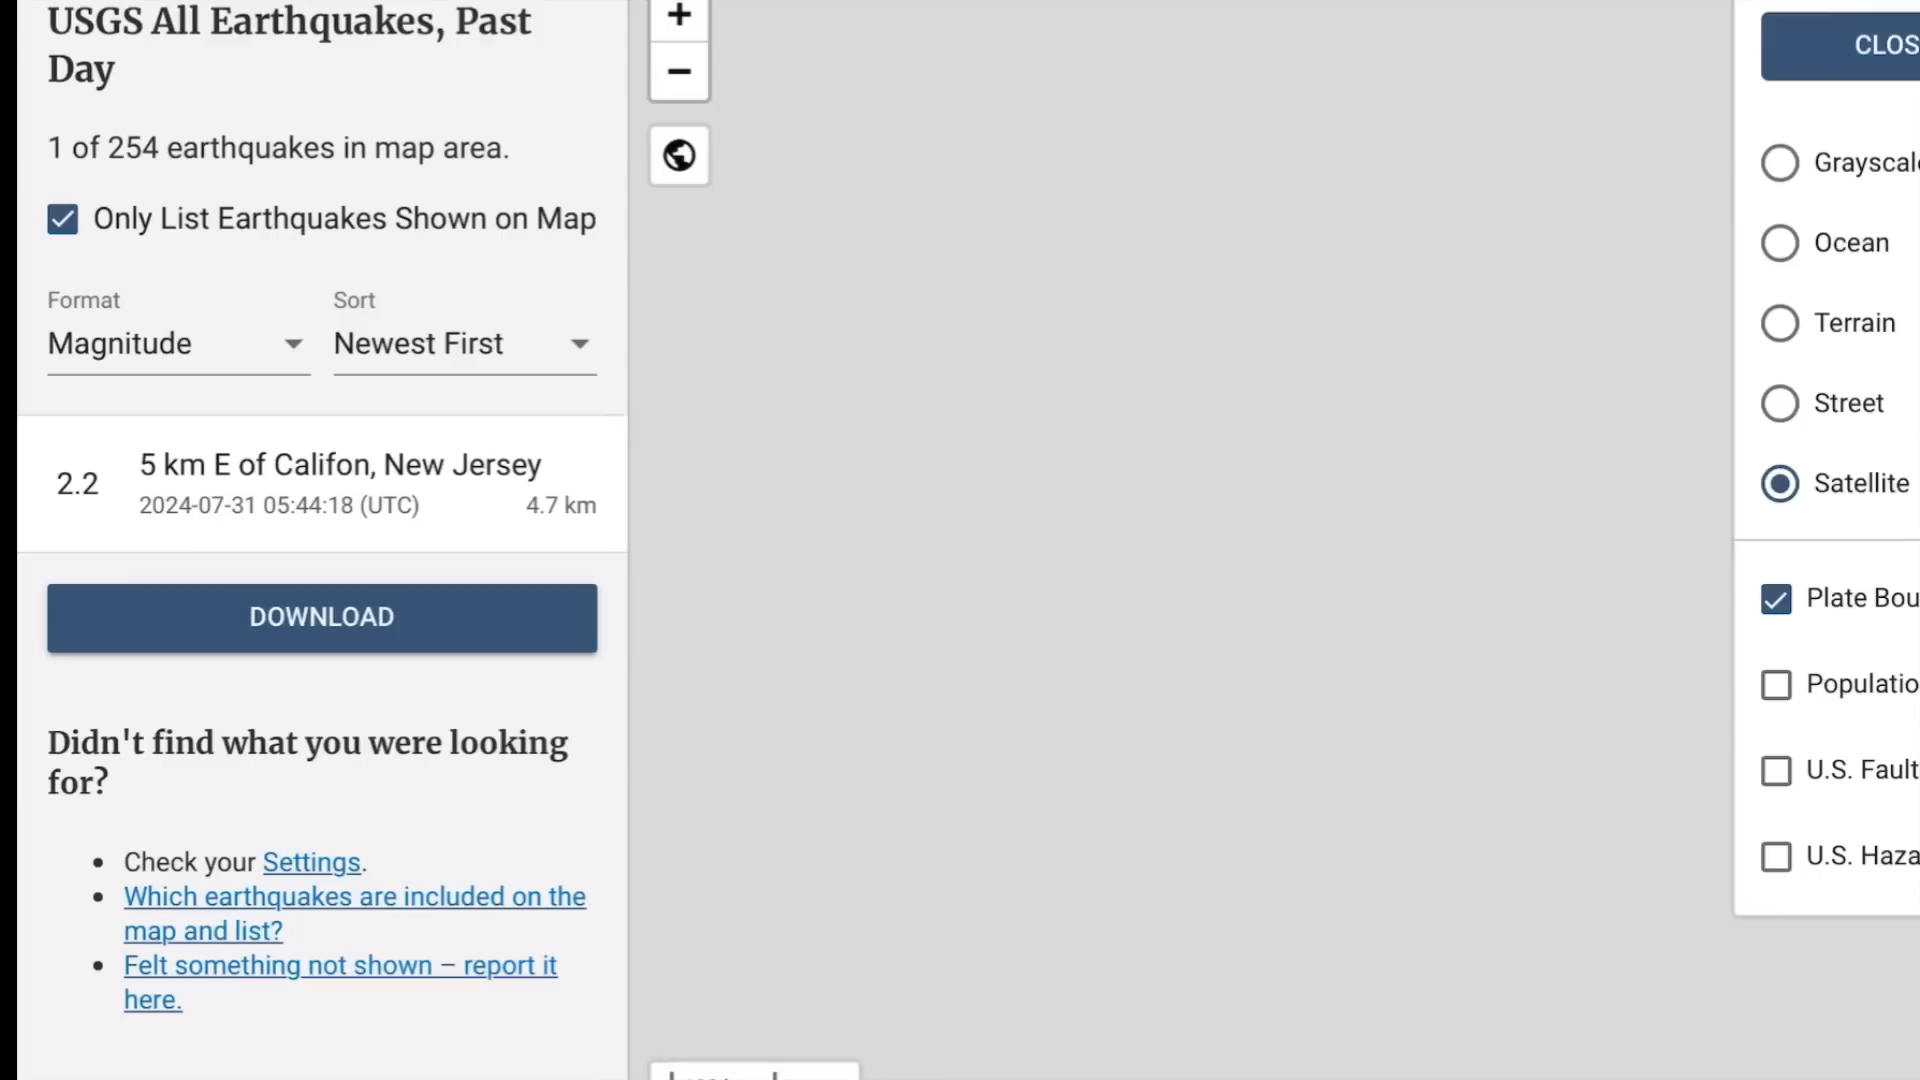 USGS All Earthquakes, Past
Day
1 of 254 earthquakes in map area.
Only List Earthquakes Shown on Map
Format
Sort
Magnitude
Newest First
2.2
5 km E of Califon, New Jersey
2024-07-31 05:44:18 (UTC)
4.7 km
DOWNLOAD
Didn't find what you were looking
for?
Check your Settings.
Which earthquakes are included on the
map and list?
Felt something not shown – report it
here.
+
−
CLOS
Grayscal
Ocean
Terrain
Street
Satellite
Plate Bou
Populatio
U.S. Fault
U.S. Haza